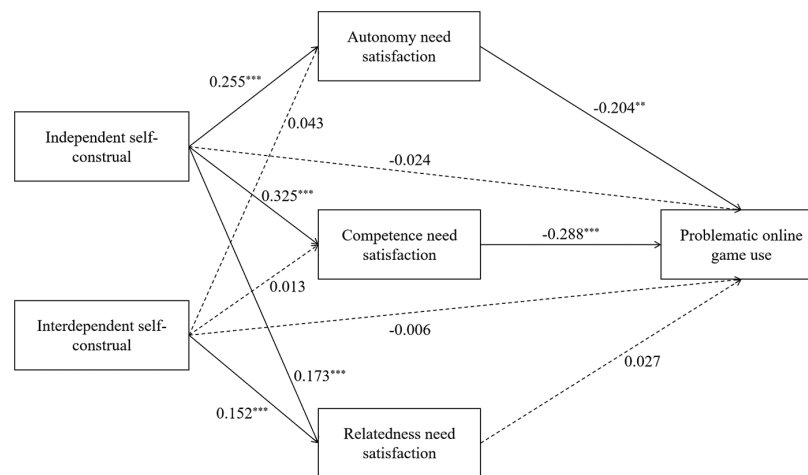 Autonomy need
satisfaction
0.255***
-0.204**
0.043
Independent self-
construal
-0.024
0.325***
Competence need
satisfaction
-0.288***
Problematic online
game use
0.013
Interdependent self-
construal
-0.006
0.027
0.173***
0.152***
Relatedness need
satisfaction